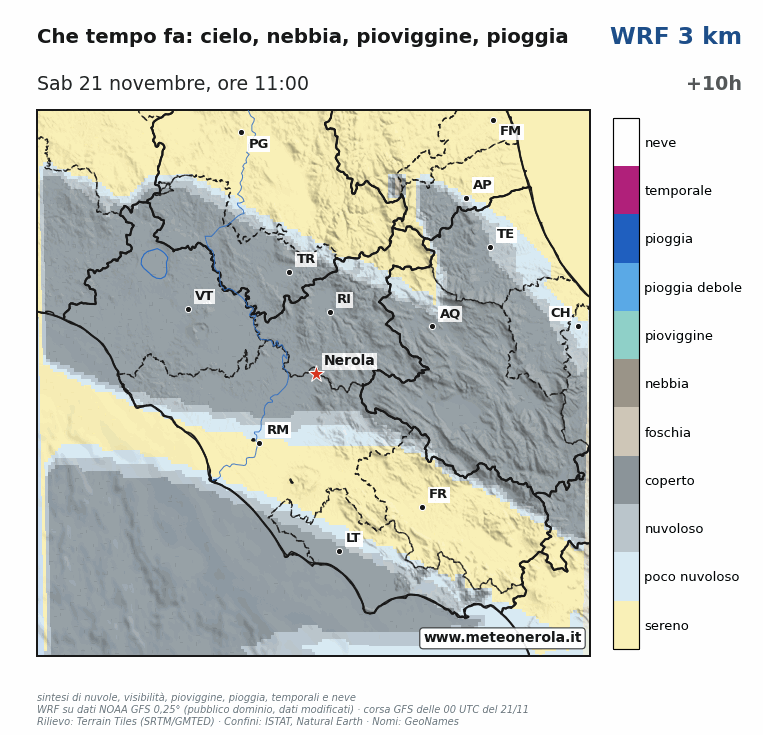 Che tempo fa: cielo, nebbia, pioviggine, pioggia
WRF 3 km
Sab 21 novembre, ore 11:00
+10h
FM
PG
AP
TE
TR
VT
RI
AQ
CH
Nerola
RM
FR
LT
www.meteonerola.it
neve
temporale
pioggia
pioggia debole
pioviggine
nebbia
foschia
coperto
nuvoloso
poco nuvoloso
sereno
sintesi di nuvole, visibilità, pioviggine, pioggia, temporali e neve
WRF su dati NOAA GFS 0,25° (pubblico dominio, dati modificati) · corsa GFS delle 00 UTC del 21/11
Rilievo: Terrain Tiles (SRTM/GMTED) · Confini: ISTAT, Natural Earth · Nomi: GeoNames